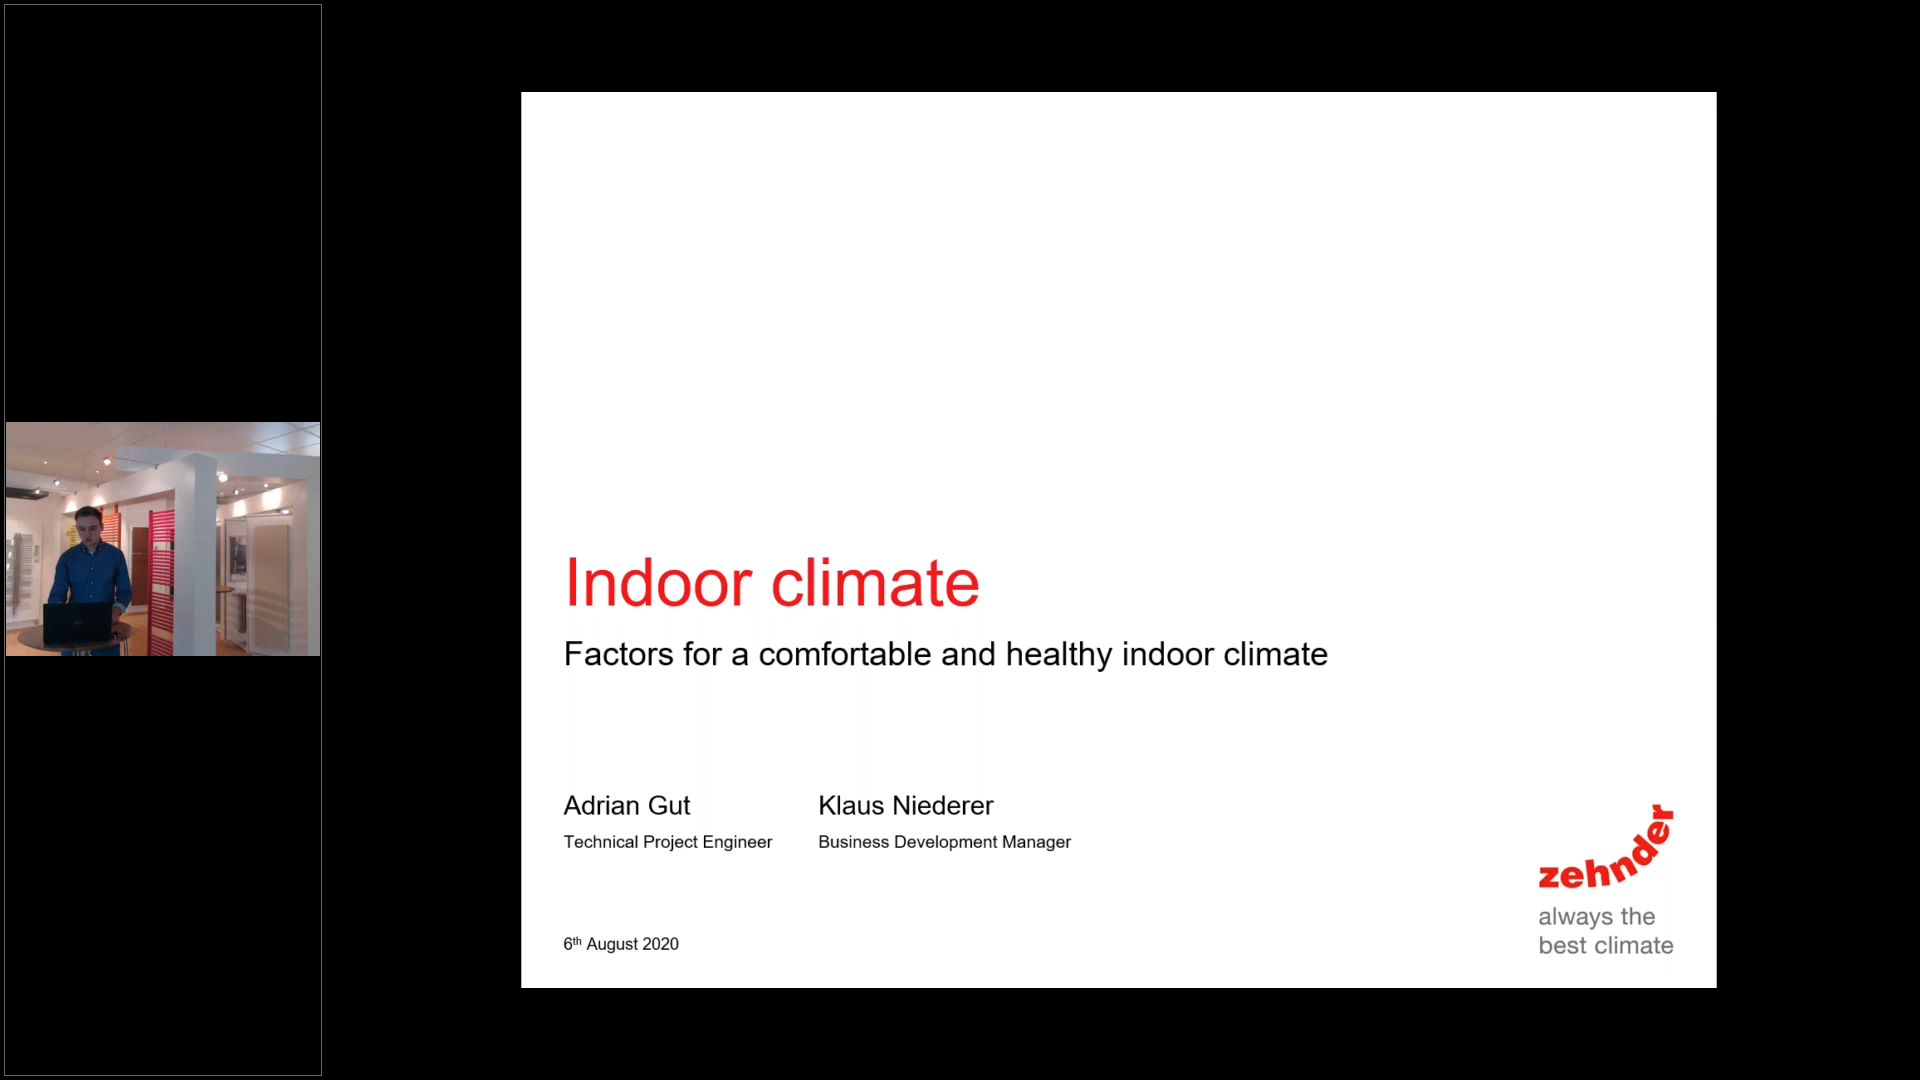 Indoor climate
Factors for a comfortable and healthy indoor climate
Adrian Gut
Technical Project Engineer
Klaus Niederer
Business Development Manager
6th August 2020
zehnder
always the
best climate